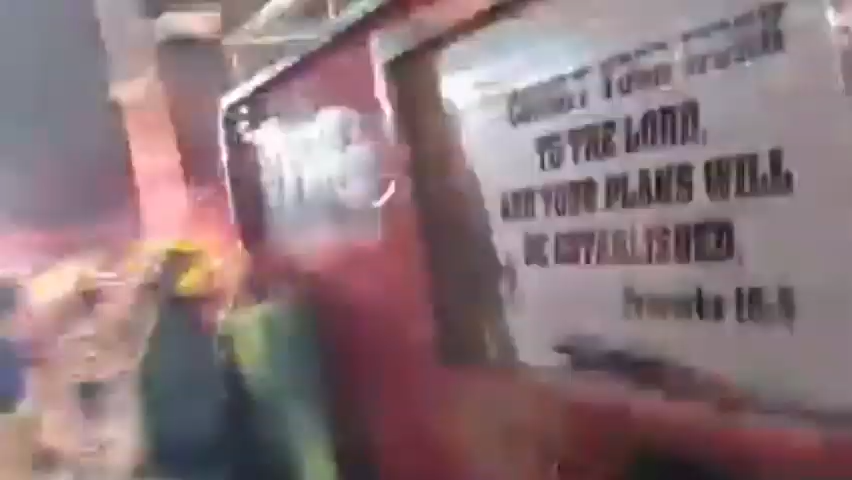 COMMIT YOUR WORK
TO THE LORD,
AND YOUR PLANS WILL
BE ESTABLISHED.
Proverbs 16:3